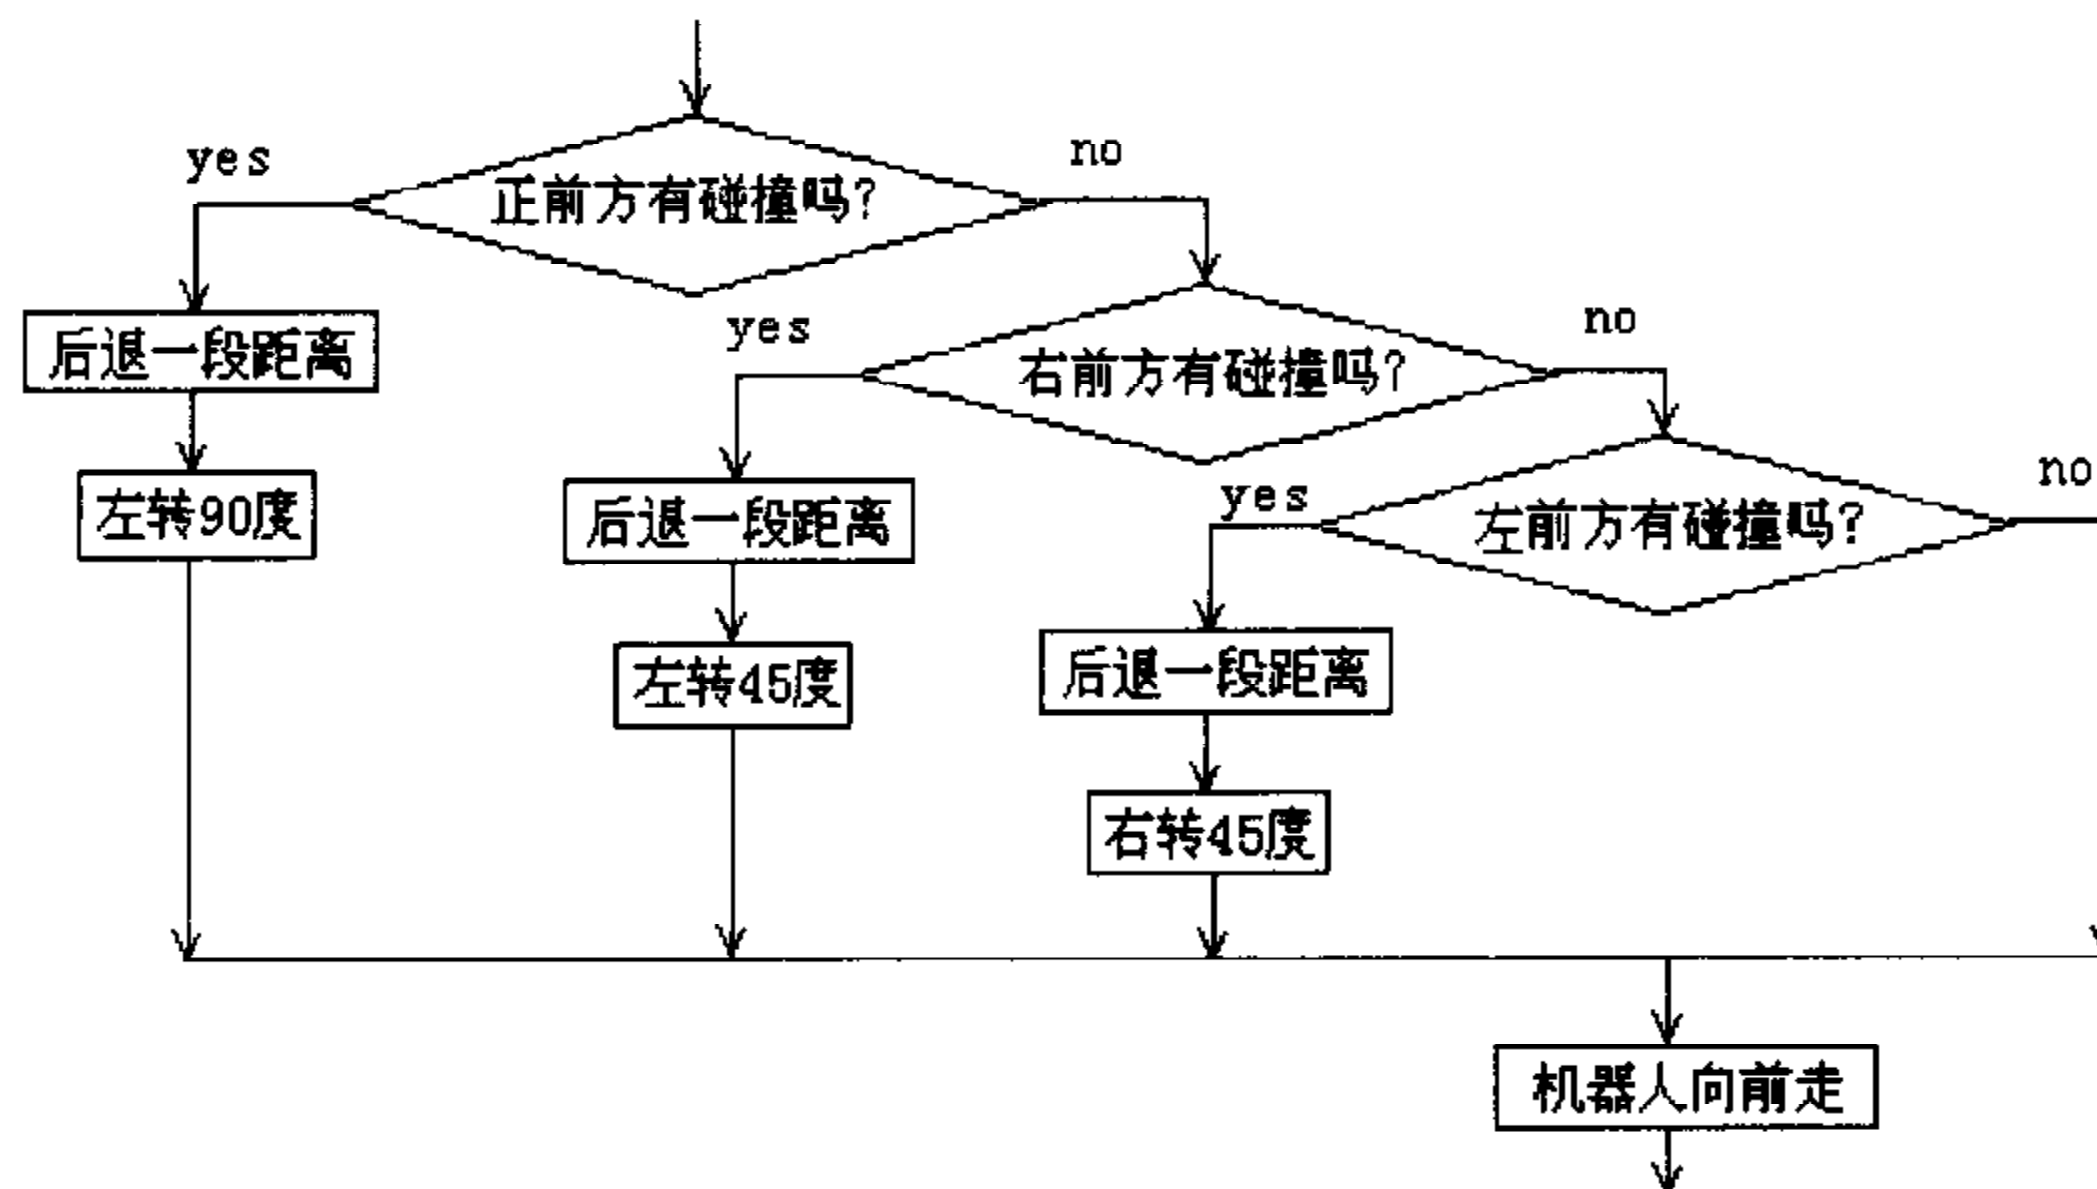 yes
正前方有碰撞吗?
no
后退一段距离
左转90度
yes
右前方有碰撞吗?
no
后退一段距离
左转45度
yes
左前方有碰撞吗?
no
后退一段距离
右转45度
机器人向前走